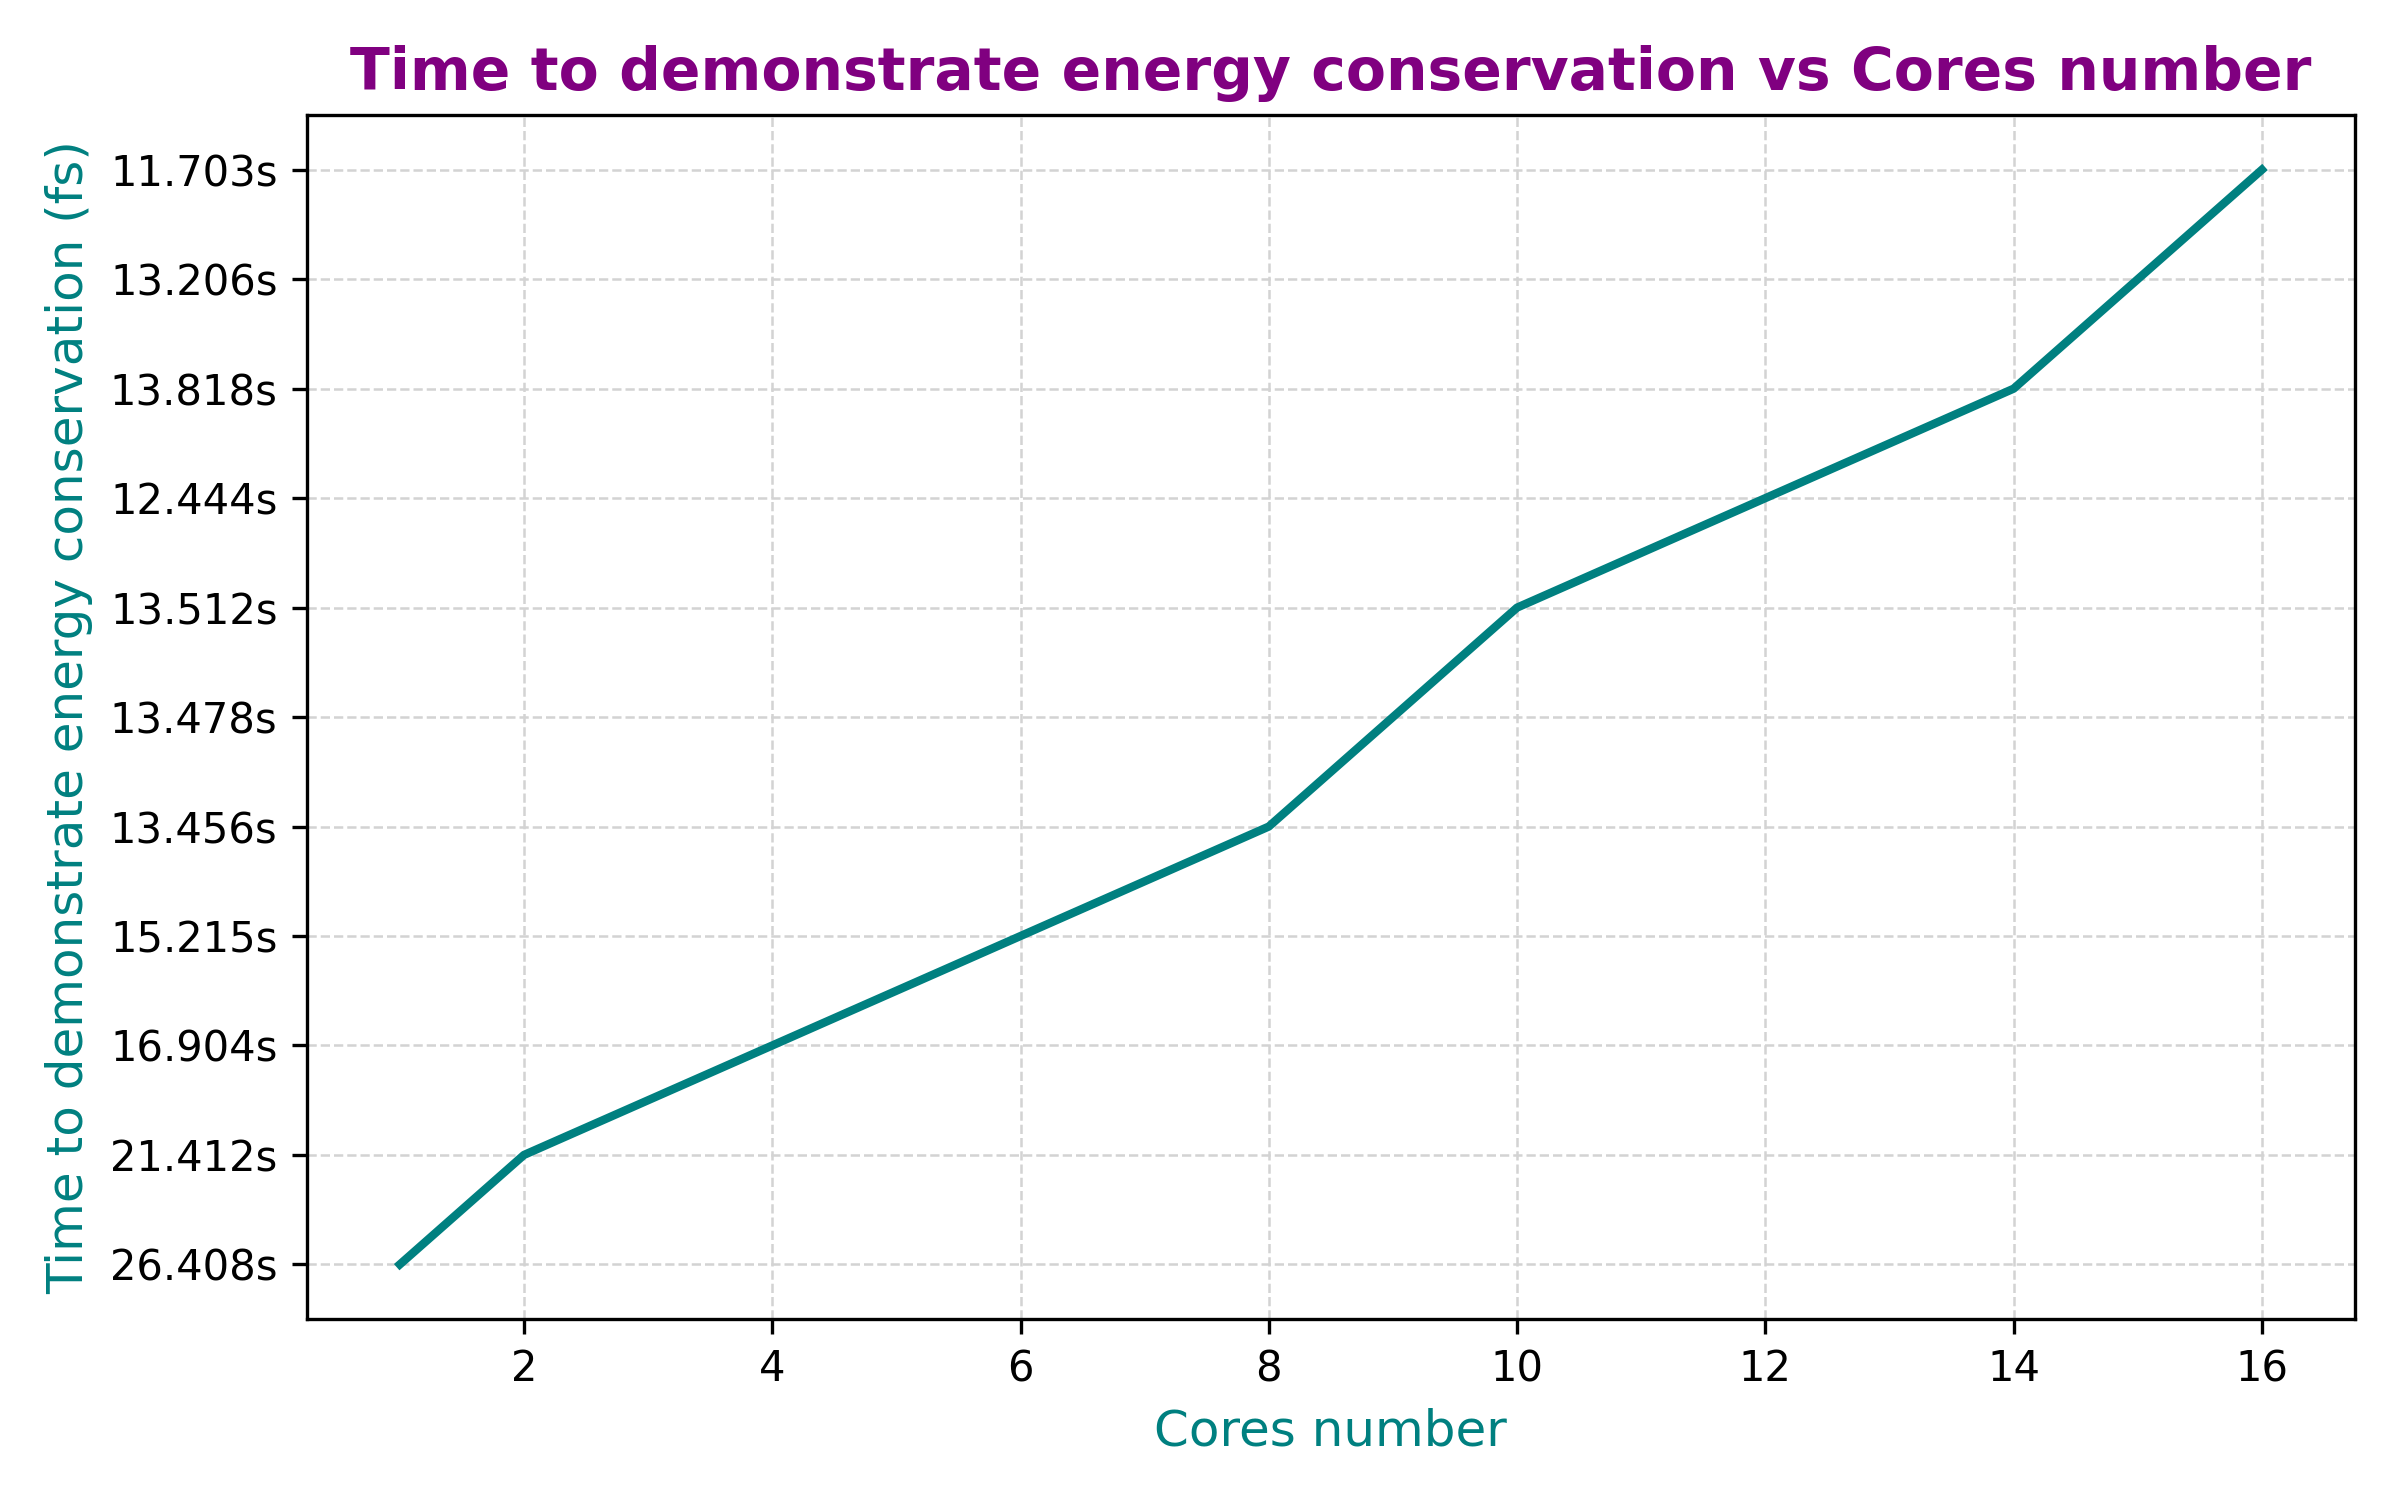 Time to demonstrate energy conservation vs Cores number
Time to demonstrate energy conservation (fs)
11.703s
13.206s
13.818s
12.444s
13.512s
13.478s
13.456s
15.215s
16.904s
21.412s
26.408s
2 4 6 8 10 12 14 16
Cores number